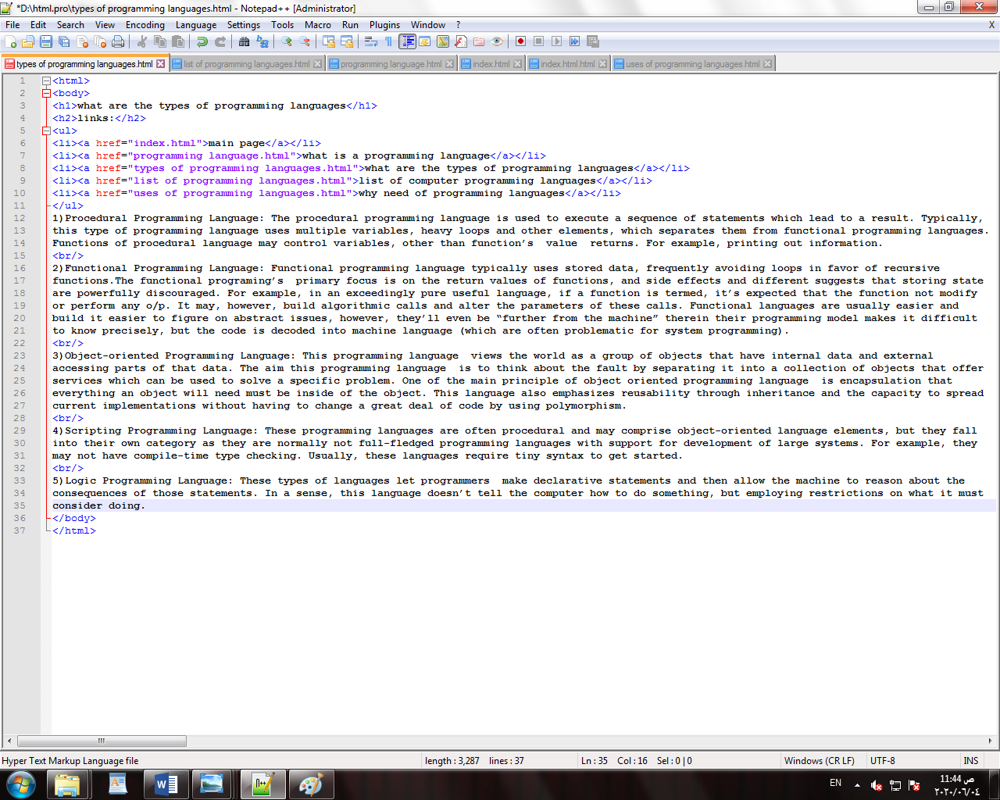 *D:\html.pro\types of programming languages.html - Notepad++ [Administrator]
File Edit Search View Encoding Language Settings Tools Macro Run Plugins Window ? X
types of programming languages.html list of programming languages.html programming language.html index.html index.html.html uses of programming languages.html
1 <html>
2 <body>
3 <h1>what are the types of programming languages</h1>
4 <h2>links:</h2>
5 <ul>
6 <li><a href="index.html">main page</a></li>
7 <li><a href="programming language.html">what is a programming language</a></li>
8 <li><a href="types of programming languages.html">what are the types of programming languages</a></li>
9 <li><a href="list of programming languages.html">list of computer programming languages</a></li>
10 <li><a href="uses of programming languages.html">why need of programming languages</a></li>
11 </ul>
12 1)Procedural Programming Language: The procedural programming language is used to execute a sequence of statements which lead to a result. Typically,
13 this type of programming language uses multiple variables, heavy loops and other elements, which separates them from functional programming languages.
14 Functions of procedural language may control variables, other than function’s  value  returns. For example, printing out information.
15 <br/>
16 2)Functional Programming Language: Functional programming language typically uses stored data, frequently avoiding loops in favor of recursive
17 functions.The functional programing’s  primary focus is on the return values of functions, and side effects and different suggests that storing state
18 are powerfully discouraged. For example, in an exceedingly pure useful language, if a function is termed, it’s expected that the function not modify
19 or perform any o/p. It may, however, build algorithmic calls and alter the parameters of these calls. Functional languages are usually easier and
20 build it easier to figure on abstract issues, however, they’ll even be “further from the machine” therein their programming model makes it difficult
21 to know precisely, but the code is decoded into machine language (which are often problematic for system programming).
22 <br/>
23 3)Object-oriented Programming Language: This programming language  views the world as a group of objects that have internal data and external
24 accessing parts of that data. The aim this programming language  is to think about the fault by separating it into a collection of objects that offer
25 services which can be used to solve a specific problem. One of the main principle of object oriented programming language  is encapsulation that
26 everything an object will need must be inside of the object. This language also emphasizes reusability through inheritance and the capacity to spread
27 current implementations without having to change a great deal of code by using polymorphism.
28 <br/>
29 4)Scripting Programming Language: These programming languages are often procedural and may comprise object-oriented language elements, but they fall
30 into their own category as they are normally not full-fledged programming languages with support for development of large systems. For example, they
31 may not have compile-time type checking. Usually, these languages require tiny syntax to get started.
32 <br/>
33 5)Logic Programming Language: These types of languages let programmers  make declarative statements and then allow the machine to reason about the
34 consequences of those statements. In a sense, this language doesn’t tell the computer how to do something, but employing restrictions on what it must
35 consider doing.
36 </body>
37 </html>
Hyper Text Markup Language file length : 3,287 lines : 37 Ln : 35 Col : 16 Sel : 0 | 0 Windows (CR LF) UTF-8 INS
EN 11:44 ص
٢٠٢٠/٠٦/٠٤